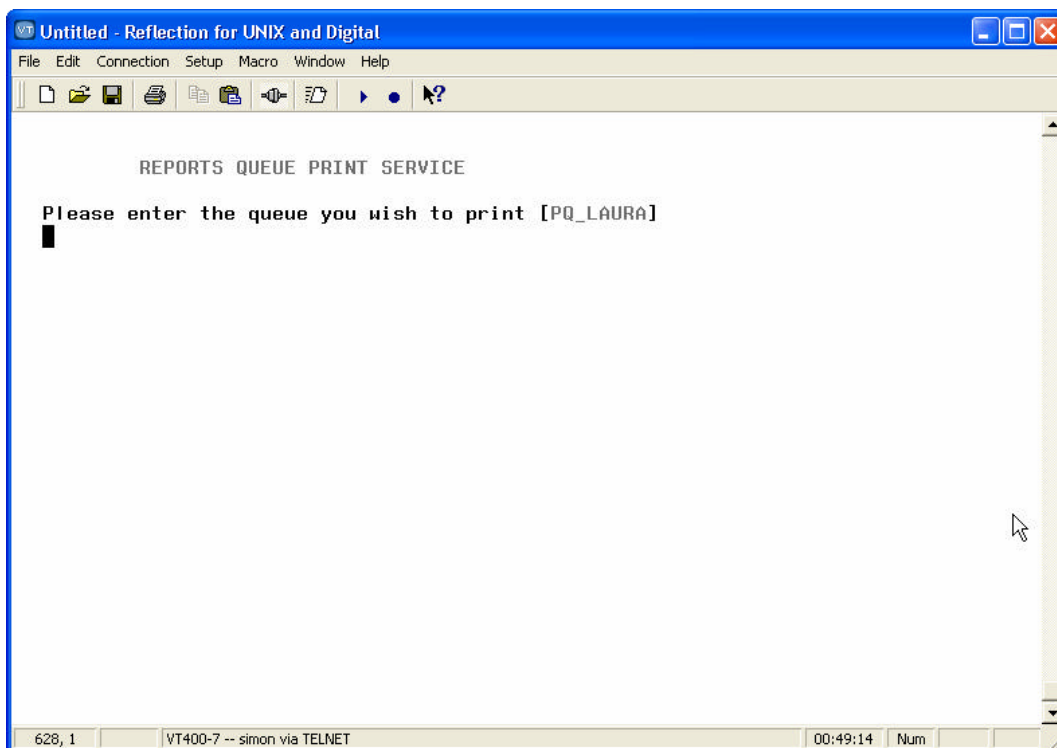 Untitled - Reflection for UNIX and Digital
File Edit Connection Setup Macro Window Help
REPORTS QUEUE PRINT SERVICE
Please enter the queue you wish to print [PQ_LAURA]
628, 1 VT400-7 -- simon via TELNET 00:49:14 Num